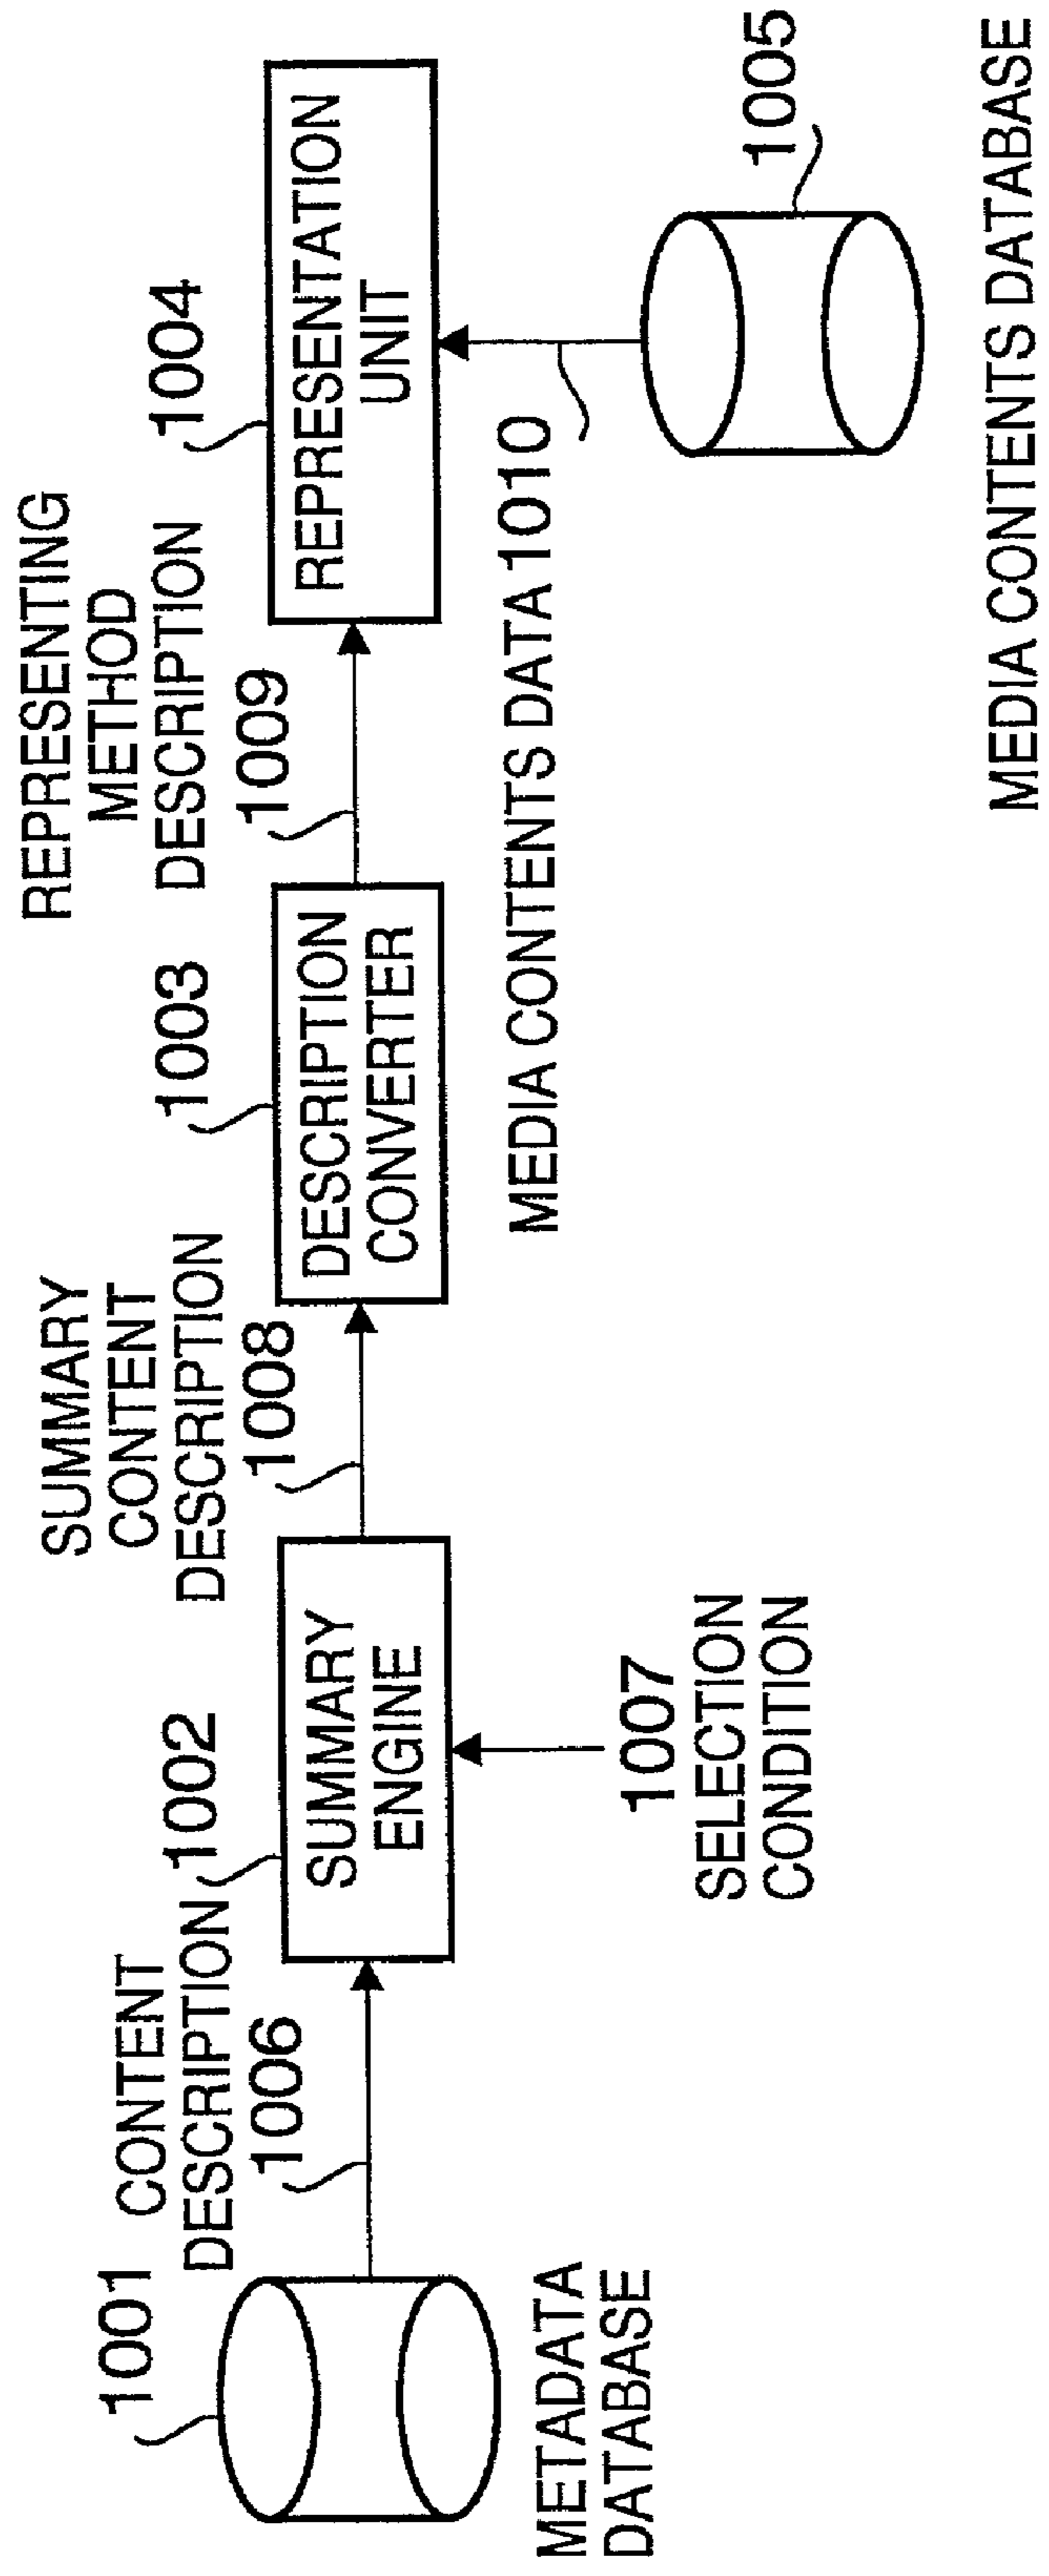 1001
METADATA
DATABASE
CONTENT
DESCRIPTION
1006
1002
SUMMARY
ENGINE
1007
SELECTION
CONDITION
SUMMARY
CONTENT
DESCRIPTION
1008
1003
DESCRIPTION
CONVERTER
REPRESENTING
METHOD
DESCRIPTION
1009
1004
REPRESENTATION
UNIT
MEDIA CONTENTS DATA 1010
1005
MEDIA CONTENTS DATABASE